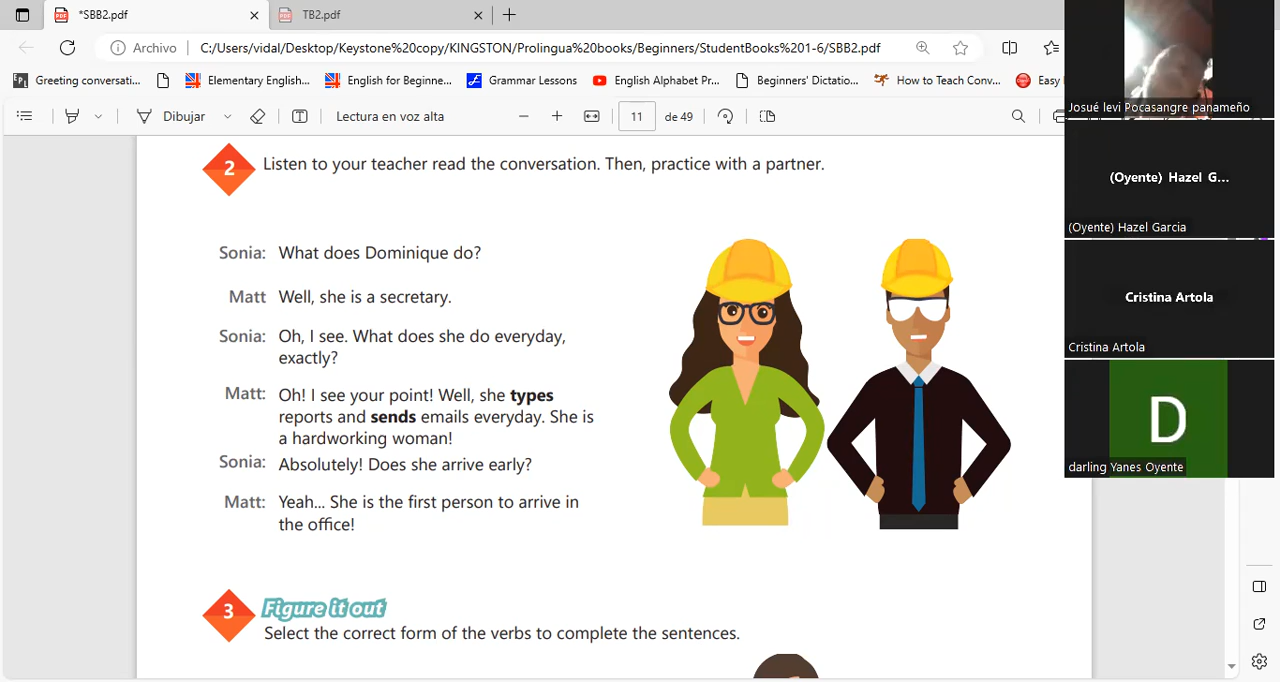 *SBB2.pdf
TB2.pdf
Archivo
C:/Users/vidal/Desktop/Keystone%20copy/KINGSTON/Prolingua%20books/Beginners/StudentBooks%201-6/SBB2.pdf
Greeting conversati...
Elementary English...
English for Beginne...
Grammar Lessons
English Alphabet Pr...
Beginners' Dictatio...
How to Teach Conv...
Easy
Dibujar
Lectura en voz alta
11
de 49
2
Listen to your teacher read the conversation. Then, practice with a partner.
Sonia: What does Dominique do?
Matt Well, she is a secretary.
Sonia: Oh, I see. What does she do everyday,
exactly?
Matt: Oh! I see your point! Well, she types
reports and sends emails everyday. She is
a hardworking woman!
Sonia: Absolutely! Does she arrive early?
Matt: Yeah... She is the first person to arrive in
the office!
3
Figure it out
Select the correct form of the verbs to complete the sentences.
Josué levi Pocasangre panameño
(Oyente) Hazel G...
(Oyente) Hazel Garcia
Cristina Artola
Cristina Artola
D
darling Yanes Oyente